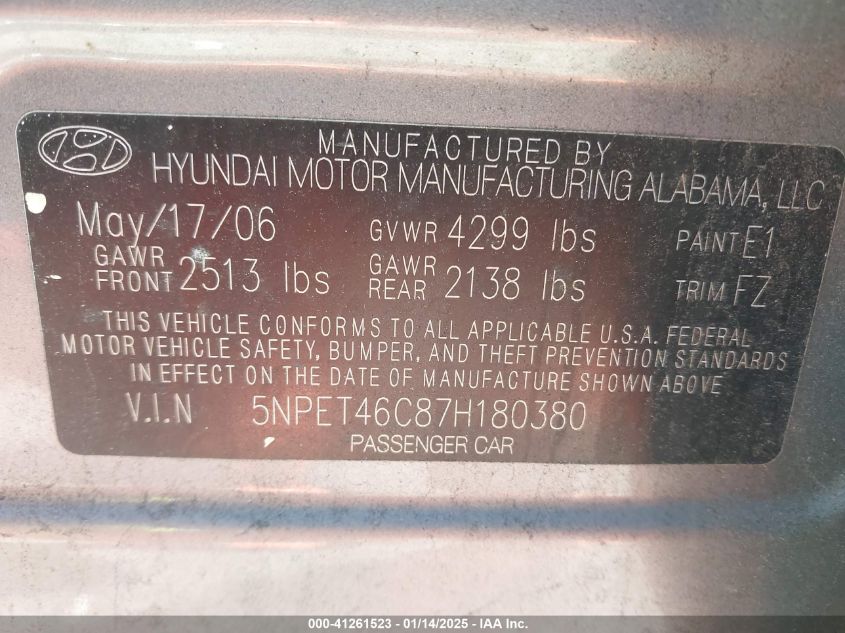 MANUFACTURED BY
HYUNDAI MOTOR MANUFACTURING ALABAMA, LLC
May/17/06 GVWR 4299 lbs PAINT E1
GAWR FRONT 2513 lbs GAWR REAR 2138 lbs TRIM FZ
THIS VEHICLE CONFORMS TO ALL APPLICABLE U.S.A. FEDERAL
MOTOR VEHICLE SAFETY, BUMPER, AND THEFT PREVENTION STANDARDS
IN EFFECT ON THE DATE OF MANUFACTURE SHOWN ABOVE
V.I.N 5NPET46C87H180380
PASSENGER CAR
000-41261523 - 01/14/2025 - IAA Inc.